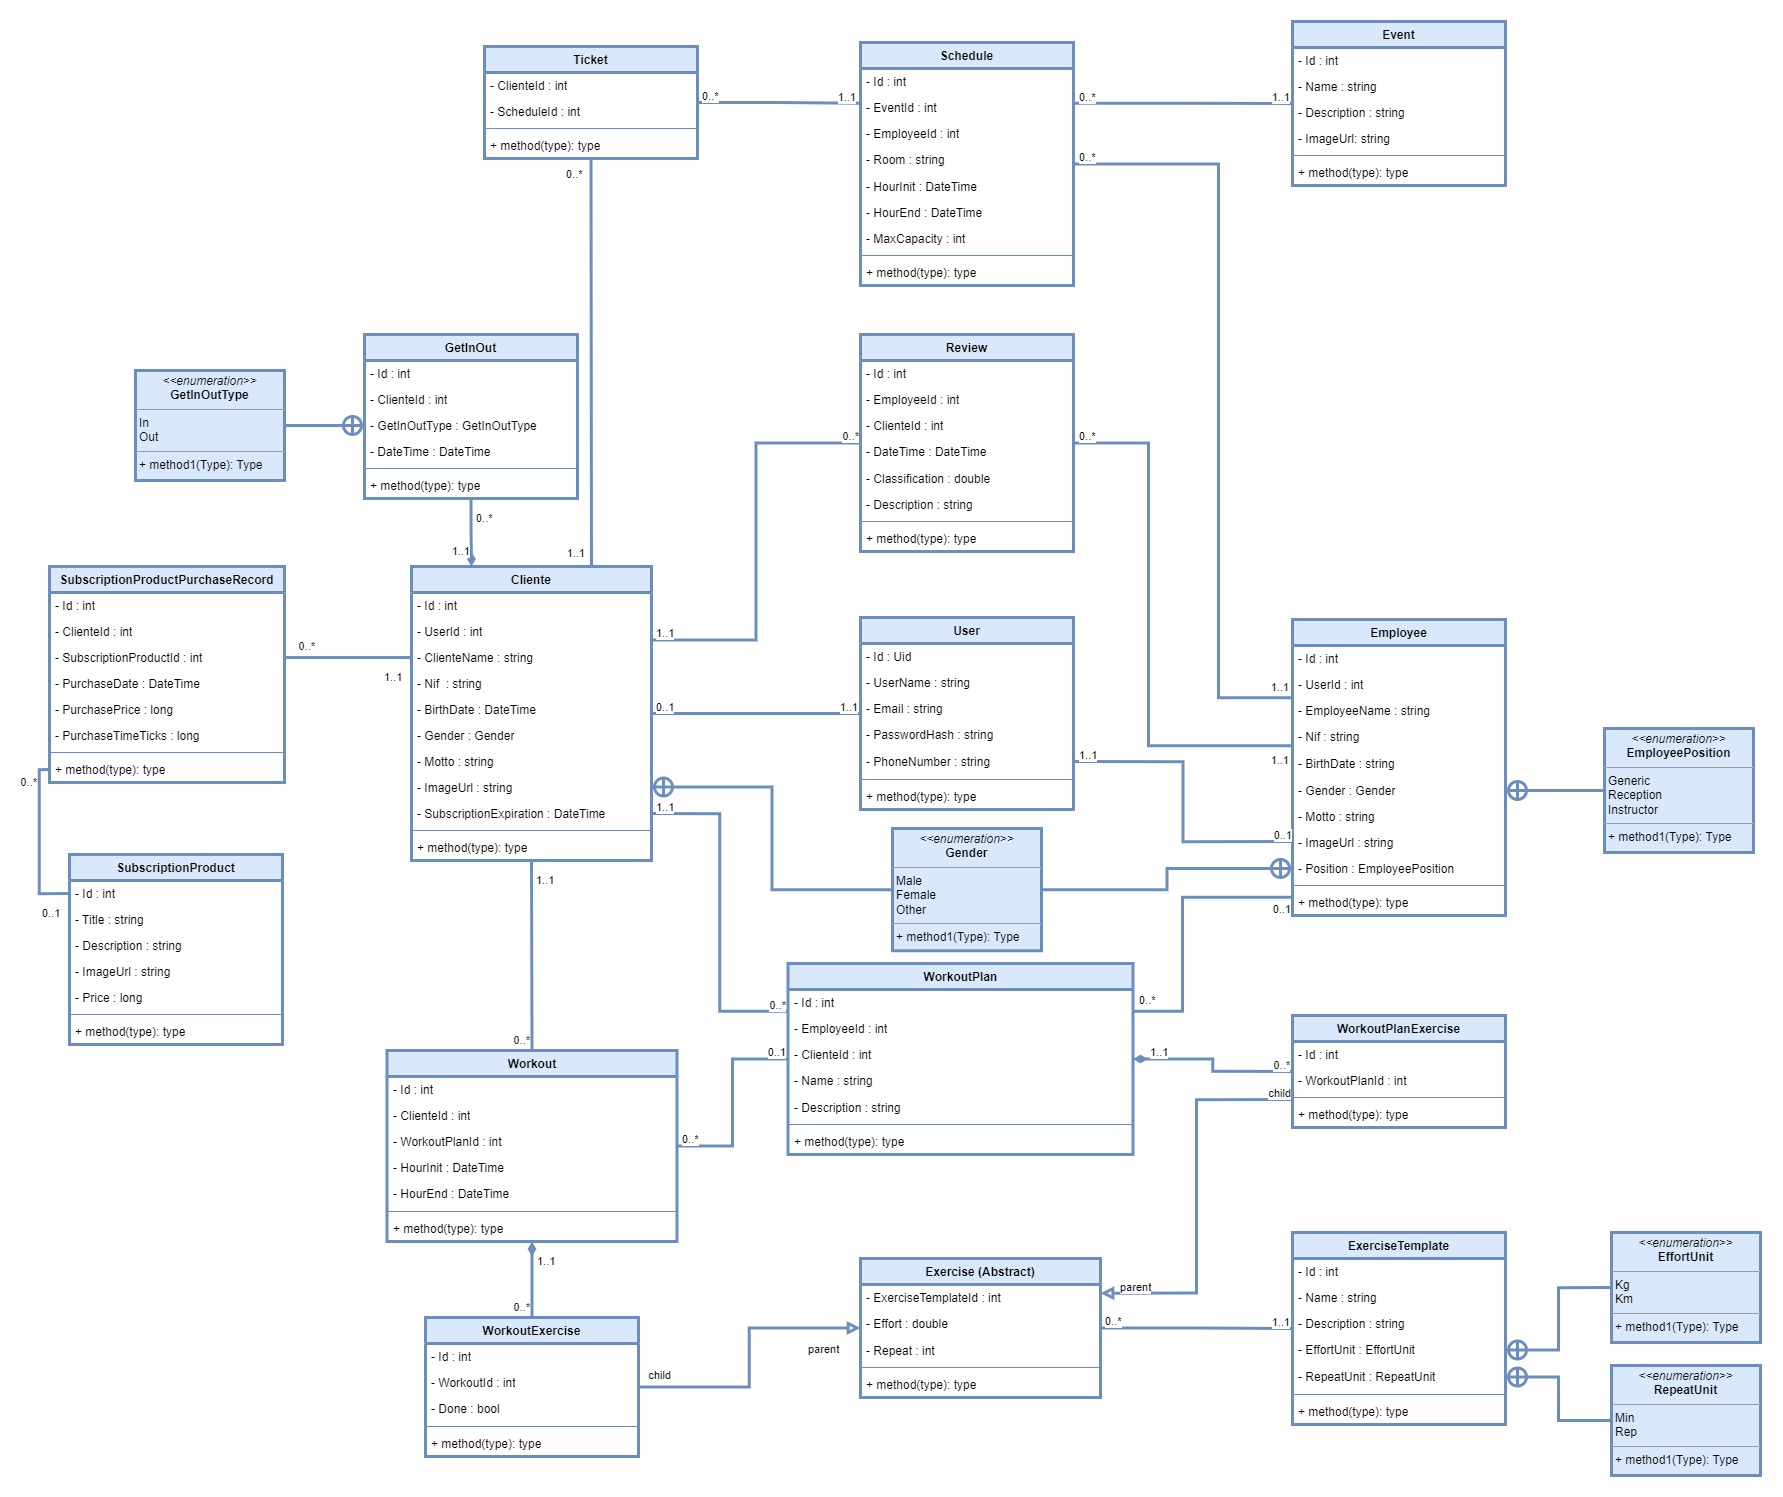 Ticket
- ClienteId : int
- ScheduleId : int
+ method(type): type
0..*
1..1
0..*
1..1
Schedule
- Id : int
- EventId : int
- EmployeeId : int
- Room : string
- HourInit : DateTime
- HourEnd : DateTime
- MaxCapacity : int
+ method(type): type
0..*
1..1
0..*
1..1
Event
- Id : int
- Name : string
- Description : string
- ImageUrl: string
+ method(type): type
<<enumeration>>
GetInOutType
In
Out
+ method1(Type): Type
GetInOut
- Id : int
- ClienteId : int
- GetInOutType : GetInOutType
- DateTime : DateTime
+ method(type): type
0..*
1..1
Review
- Id : int
- EmployeeId : int
- ClienteId : int
- DateTime : DateTime
- Classification : double
- Description : string
+ method(type): type
0..*
1..1
0..*
1..1
SubscriptionProductPurchaseRecord
- Id : int
- ClienteId : int
- SubscriptionProductId : int
- PurchaseDate : DateTime
- PurchasePrice : long
- PurchaseTimeTicks : long
+ method(type): type
0..*
1..1
0..*
0..1
Cliente
- Id : int
- UserId : int
- ClienteName : string
- Nif  : string
- BirthDate : DateTime
- Gender : Gender
- Motto : string
- ImageUrl : string
- SubscriptionExpiration : DateTime
+ method(type): type
0..1
1..1
User
- Id : Uid
- UserName : string
- Email : string
- PasswordHash : string
- PhoneNumber : string
+ method(type): type
1..1
0..1
Employee
- Id : int
- UserId : int
- EmployeeName : string
- Nif : string
- BirthDate : string
- Gender : Gender
- Motto : string
- ImageUrl : string
- Position : EmployeePosition
+ method(type): type
<<enumeration>>
EmployeePosition
Generic
Reception
Instructor
+ method1(Type): Type
<<enumeration>>
Gender
Male
Female
Other
+ method1(Type): Type
SubscriptionProduct
- Id : int
- Title : string
- Description : string
- ImageUrl : string
- Price : long
+ method(type): type
1..1
0..*
1..1
0..*
0..1
0..*
WorkoutPlan
- Id : int
- EmployeeId : int
- ClienteId : int
- Name : string
- Description : string
+ method(type): type
0..1
0..*
1..1
0..*
WorkoutPlanExercise
- Id : int
- WorkoutPlanId : int
+ method(type): type
child
parent
Workout
- Id : int
- ClienteId : int
- WorkoutPlanId : int
- HourInit : DateTime
- HourEnd : DateTime
+ method(type): type
1..1
0..*
WorkoutExercise
- Id : int
- WorkoutId : int
- Done : bool
+ method(type): type
child
parent
Exercise (Abstract)
- ExerciseTemplateId : int
- Effort : double
- Repeat : int
+ method(type): type
0..*
1..1
ExerciseTemplate
- Id : int
- Name : string
- Description : string
- EffortUnit : EffortUnit
- RepeatUnit : RepeatUnit
+ method(type): type
<<enumeration>>
EffortUnit
Kg
Km
+ method1(Type): Type
<<enumeration>>
RepeatUnit
Min
Rep
+ method1(Type): Type